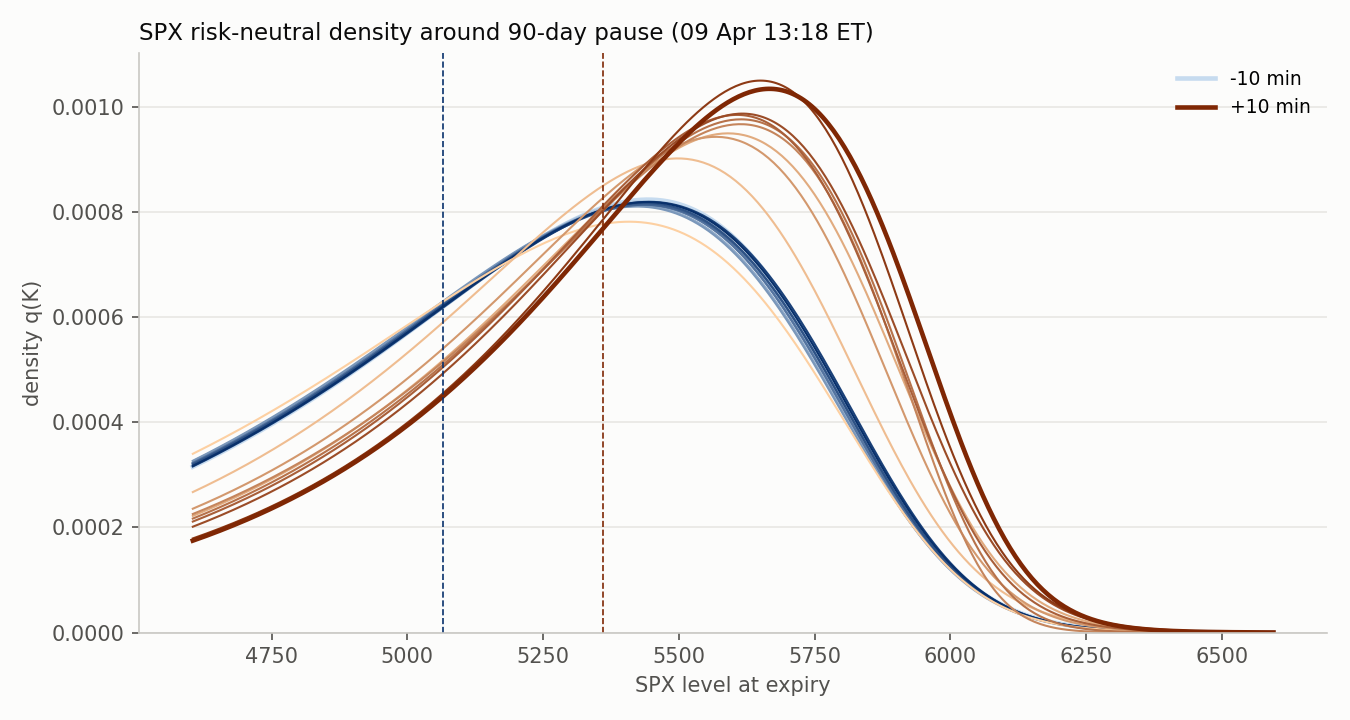 SPX risk-neutral density around 90-day pause (09 Apr 13:18 ET)
-10 min
+10 min
density q(K)
0.0010
0.0008
0.0006
0.0004
0.0002
0.0000
4750 5000 5250 5500 5750 6000 6250 6500
SPX level at expiry